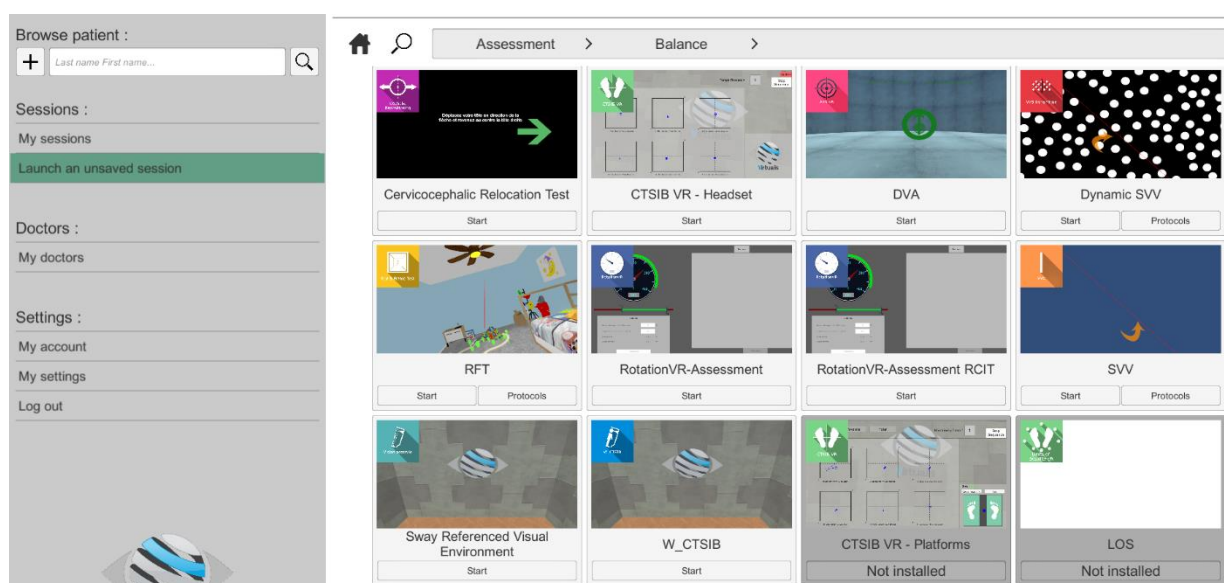 Browse patient :
+
Last name First name...
Sessions :
My sessions
Launch an unsaved session
Doctors :
My doctors
Settings :
My account
My settings
Log out
Assessment > Balance >
Déplacez votre tête en direction de la
flèche et revenez au centre la tête droite.
Cervicocephalic Relocation Test
Start
CTSIB VR
CTSIB VR - Headset
Start
DVA
Start
Dynamic SVV
Start Protocols
RFT
Start Protocols
RotationVR-Assessment
Start
RotationVR-Assessment RCIT
Start
SVV
Start Protocols
Sway Referenced Visual
Environment
Start
W_CTSIB
Start
CTSIB VR
CTSIB VR - Platforms
Not installed
LOS
Not installed